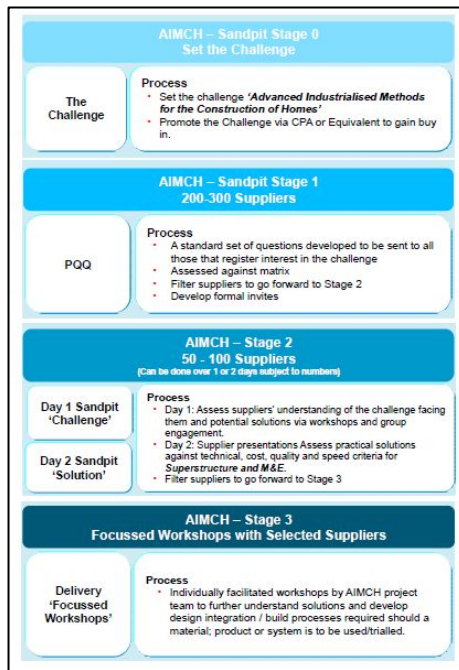 AIMCH – Sandpit Stage 0
Set the Challenge
The
Challenge
Process
• Set the challenge ‘Advanced Industrialised Methods
for the Construction of Homes’
• Promote the Challenge via CPA or Equivalent to gain buy
in.
AIMCH – Sandpit Stage 1
200-300 Suppliers
PQQ
Process
• A standard set of questions developed to be sent to all
those that register interest in the challenge
• Assessed against matrix
• Filter suppliers to go forward to Stage 2
• Develop formal invites
AIMCH – Stage 2
50 - 100 Suppliers
(Can be done over 1 or 2 days subject to numbers)
Day 1 Sandpit
‘Challenge’
Day 2 Sandpit
‘Solution’
Process
• Day 1: Assess suppliers’ understanding of the challenge facing
them and potential solutions via workshops and group
engagement.
• Day 2: Supplier presentations Assess practical solutions
against technical, cost, quality and speed criteria for
Superstructure and M&E.
• Filter suppliers to go forward to Stage 3
AIMCH – Stage 3
Focussed Workshops with Selected Suppliers
Delivery
‘Focussed
Workshops’
Process
• Individually facilitated workshops by AIMCH project
team to further understand solutions and develop
design integration / build processes required should a
material; product or system is to be used/trialled.